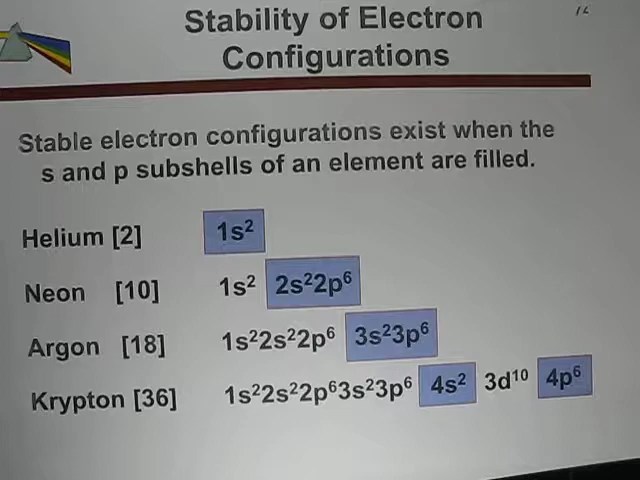 Stability of Electron
Configurations
Stable electron configurations exist when the
s and p subshells of an element are filled.
Helium [2] 1s²
Neon [10] 1s² 2s²2p⁶
Argon [18] 1s²2s²2p⁶ 3s²3p⁶
Krypton [36] 1s²2s²2p⁶3s²3p⁶ 4s² 3d¹⁰ 4p⁶